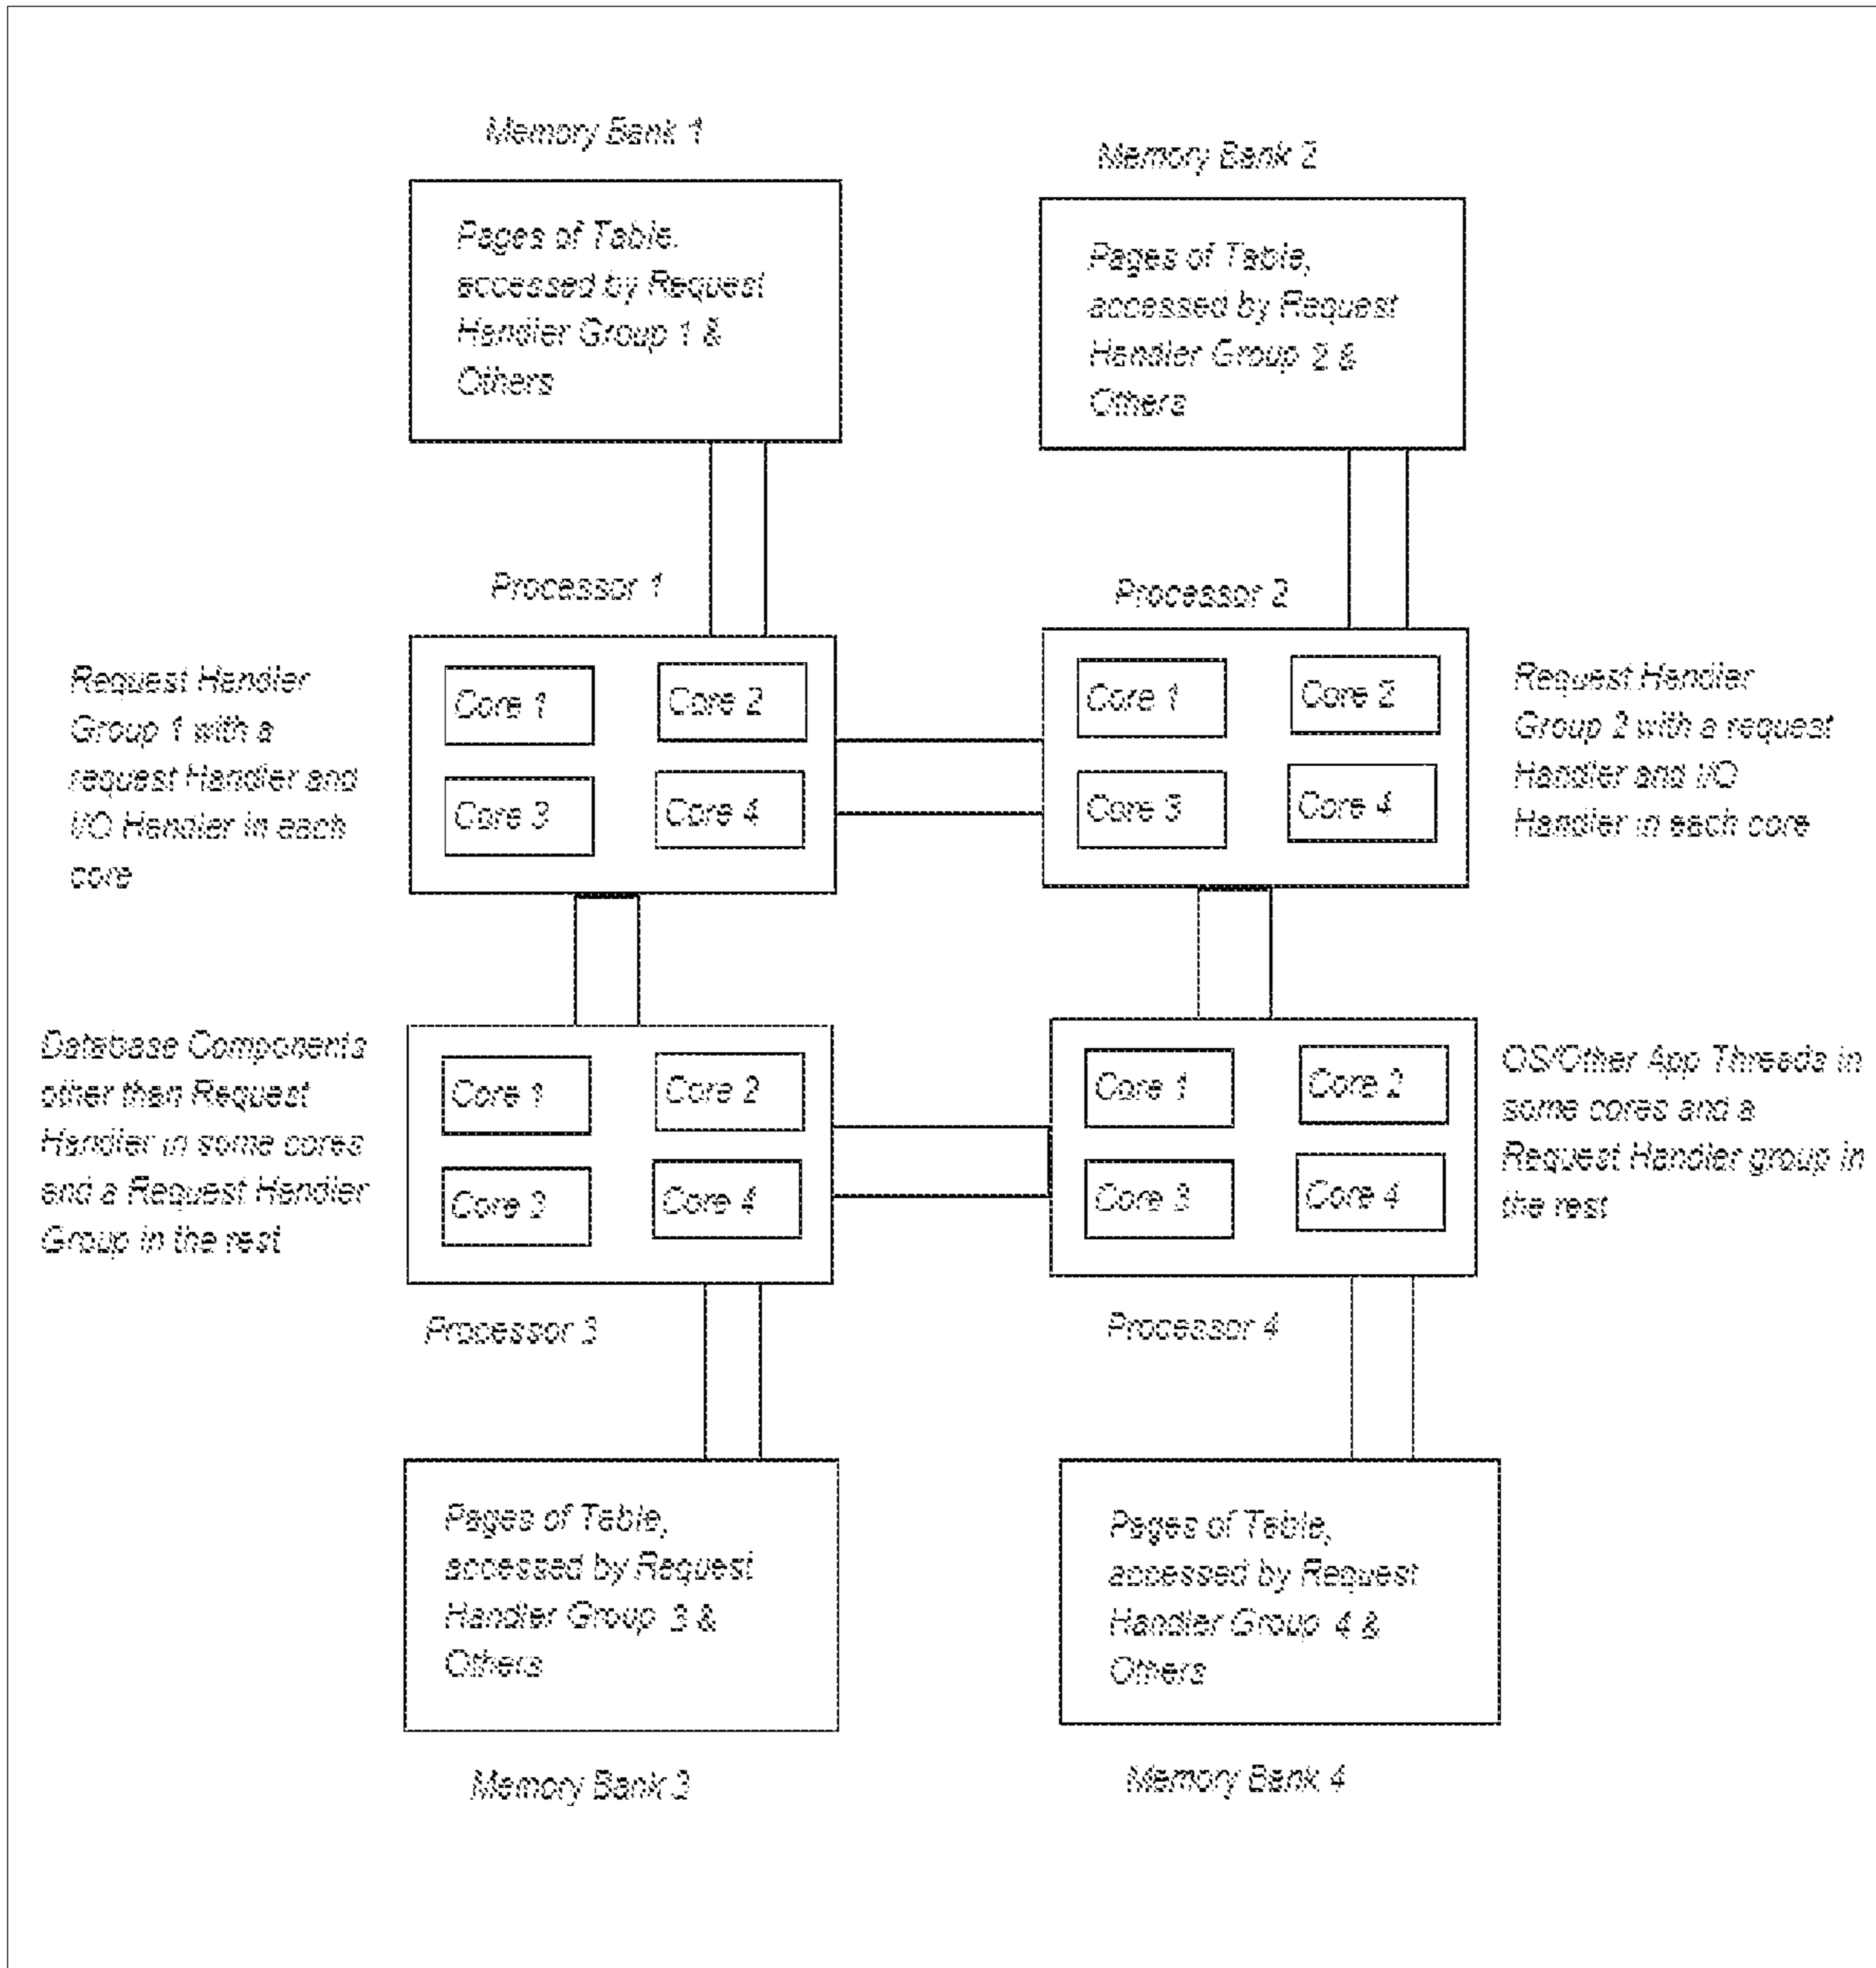 Memory Bank 1
Memory Bank 2
Pages of Table,
accessed by Request
Handler Group 1 &
Others
Pages of Table,
accessed by Request
Handler Group 2 &
Others
Processor 1
Processor 2
Request Handler
Group 1 with a
request Handler and
I/O Handler in each
core
Core 1
Core 2
Core 3
Core 4
Core 1
Core 2
Core 3
Core 4
Request Handler
Group 2 with a request
Handler and I/O
Handler in each core
Database Components
other than Request
Handler in some cores
and a Request Handler
Group in the rest
Core 1
Core 2
Core 3
Core 4
Core 1
Core 2
Core 3
Core 4
OS/Other App Threads in
some cores and a
Request Handler group in
the rest
Processor 3
Processor 4
Pages of Table,
accessed by Request
Handler Group 3 &
Others
Pages of Table,
accessed by Request
Handler Group 4 &
Others
Memory Bank 3
Memory Bank 4